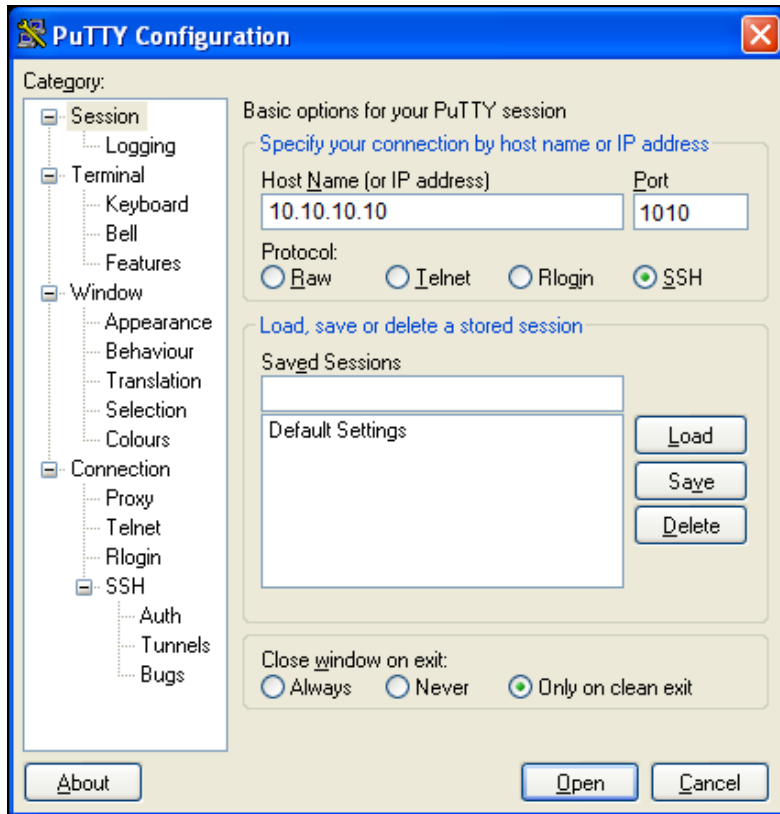 PuTTY Configuration
Category:
Session
Logging
Terminal
Keyboard
Bell
Features
Window
Appearance
Behaviour
Translation
Selection
Colours
Connection
Proxy
Telnet
Rlogin
SSH
Auth
Tunnels
Bugs
Basic options for your PuTTY session
Specify your connection by host name or IP address
Host Name (or IP address) Port
10.10.10.10 1010
Protocol:
Raw Telnet Rlogin SSH
Load, save or delete a stored session
Saved Sessions
Default Settings
Load
Save
Delete
Close window on exit:
Always Never Only on clean exit
About Open Cancel